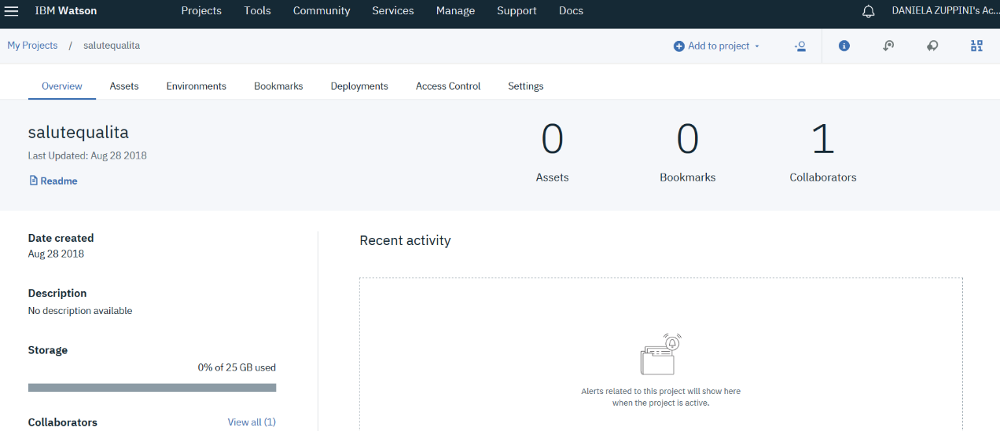 IBM Watson Projects Tools Community Services Manage Support Docs DANIELA ZUPPINI's Ac...
My Projects / salutequalita Add to project
Overview Assets Environments Bookmarks Deployments Access Control Settings
salutequalita
Last Updated: Aug 28 2018
Readme
0 0 1
Assets Bookmarks Collaborators
Date created
Aug 28 2018
Description
No description available
Storage
0% of 25 GB used
Collaborators View all (1)
Recent activity
Alerts related to this project will show here
when the project is active.